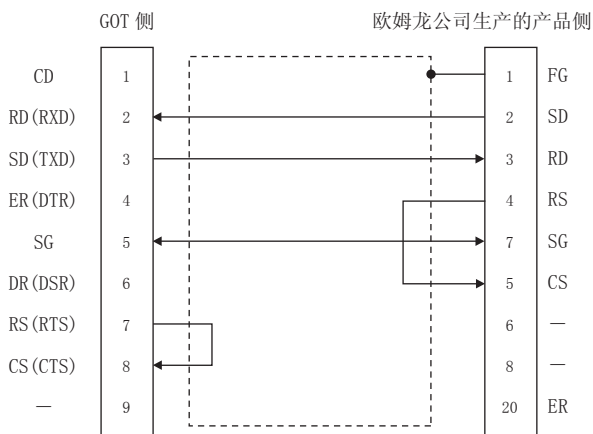 GOT 侧 欧姆龙公司生产的产品侧
CD 1 1 FG
RD(RXD) 2 2 SD
SD(TXD) 3 3 RD
ER(DTR) 4 4 RS
SG 5 7 SG
DR(DSR) 6 5 CS
RS(RTS) 7 6 —
CS(CTS) 8 8 —
— 9 20 ER